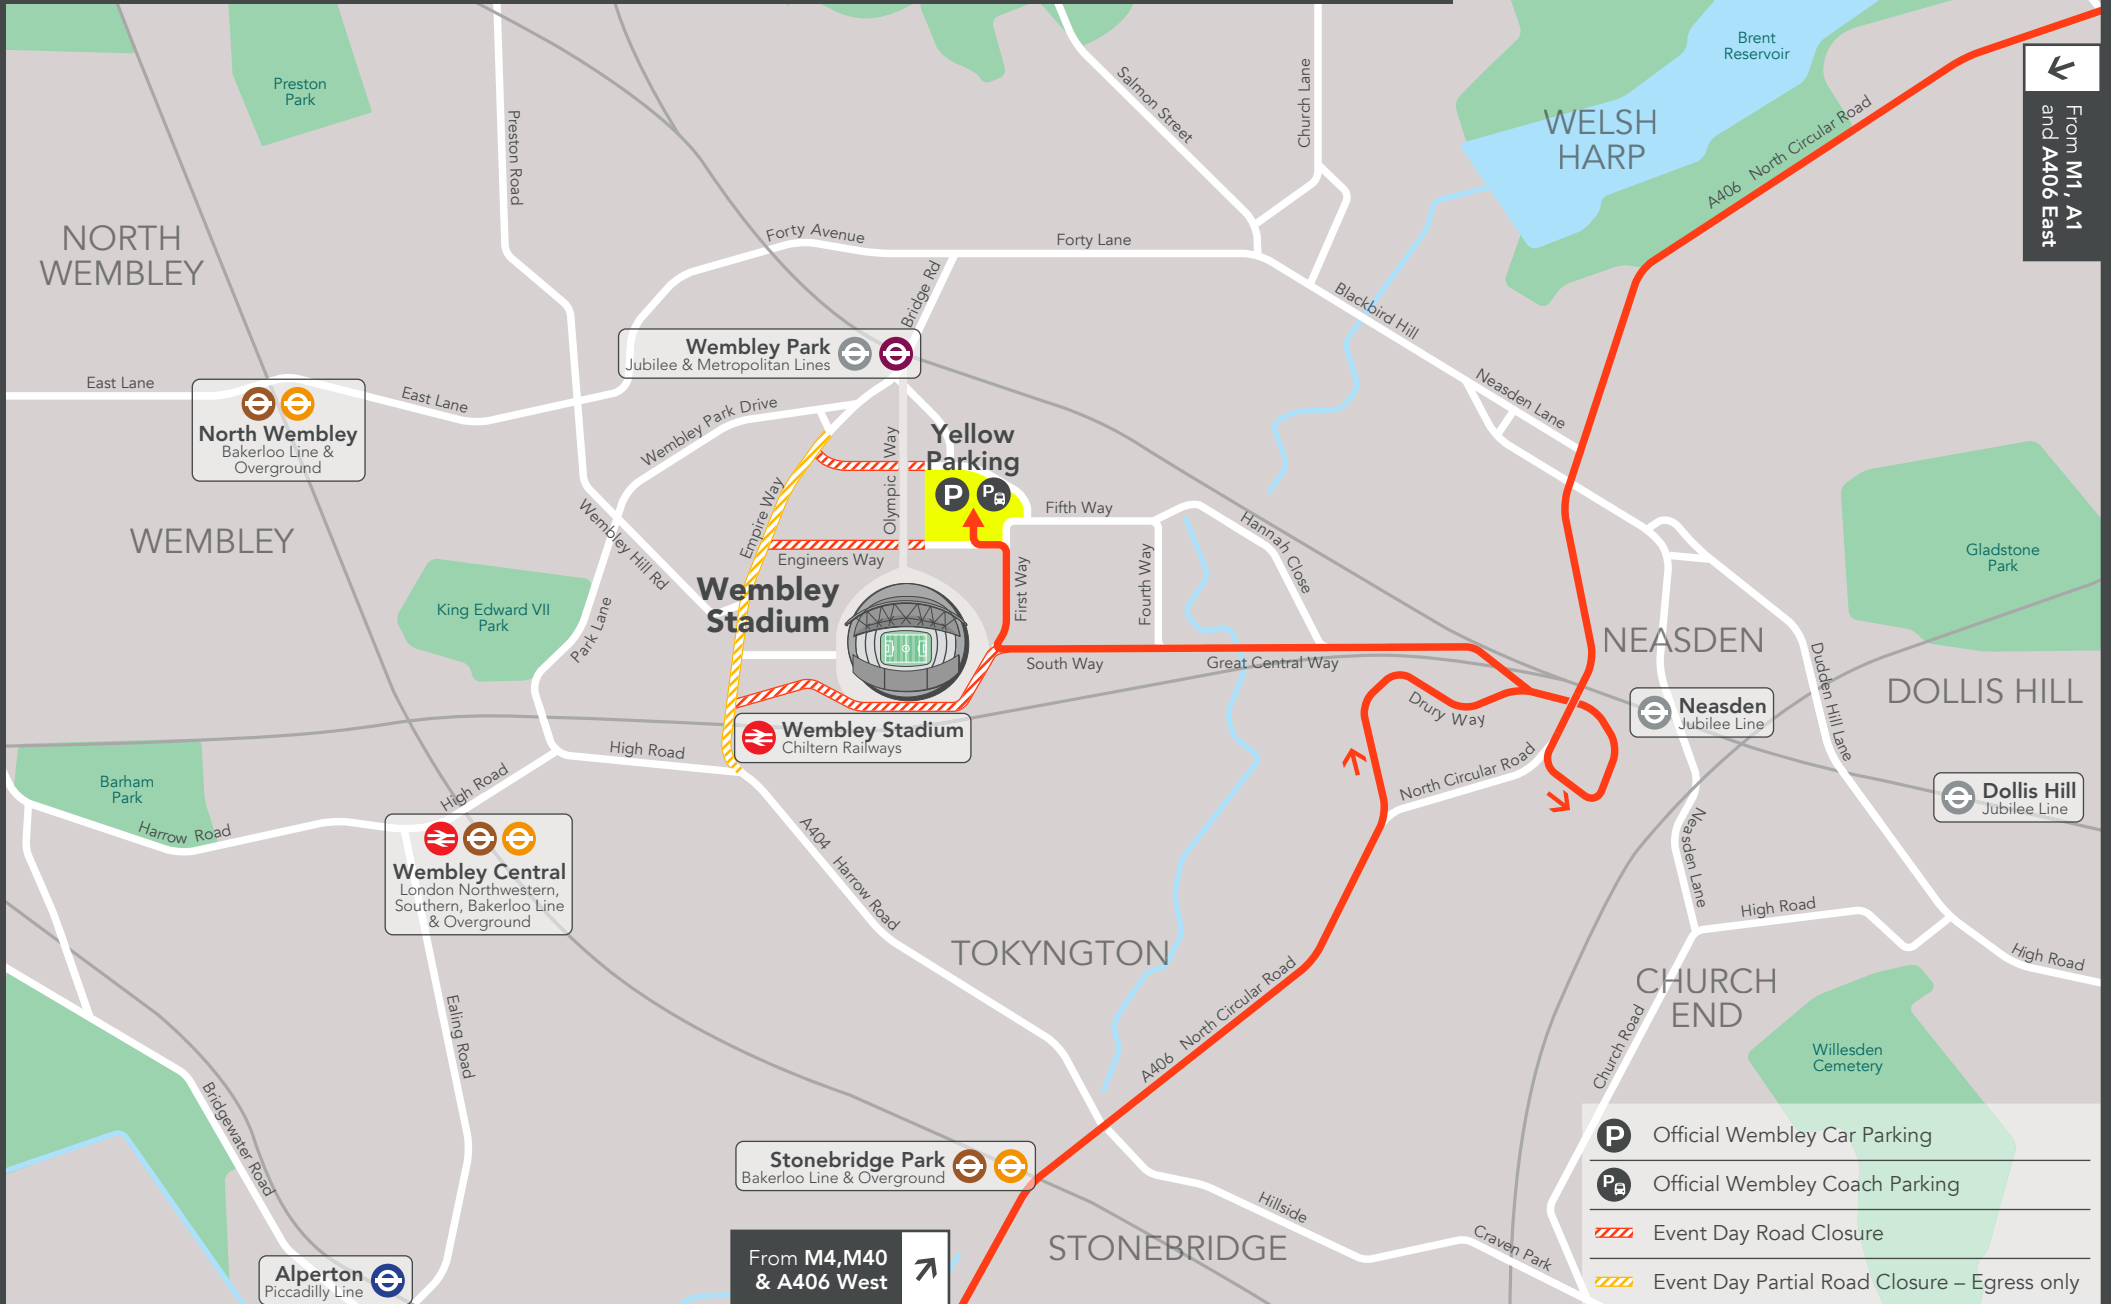 Brent
Reservoir
Preston
Park
Salmon Street
Church Lane
Preston Road
WELSH
HARP
A406 North Circular Road
From M1, A1
and A406 East
NORTH
WEMBLEY
Forty Avenue
Forty Lane
Bridge Rd
Blackbird Hill
Wembley Park
Jubilee & Metropolitan Lines
East Lane
East Lane
Neasden Lane
North Wembley
Bakerloo Line &
Overground
Wembley Park Drive
Olympic Way
Yellow
Parking
P
P
Fifth Way
Empire Way
Wembley Hill Rd
Hannah Close
WEMBLEY
Engineers Way
First Way
Fourth Way
Gladstone
Park
Wembley
Stadium
King Edward VII
Park
Park Lane
NEASDEN
South Way
Great Central Way
Dudden Hill Lane
DOLLIS HILL
Drury Way
Neasden
Jubilee Line
Wembley Stadium
Chiltern Railways
High Road
High Road
North Circular Road
Barham
Park
Harrow Road
Dollis Hill
Jubilee Line
A404 Harrow Road
Neasden Lane
Wembley Central
London Northwestern,
Southern, Bakerloo Line
& Overground
High Road
High Road
TOKYNGTON
A406 North Circular Road
CHURCH
END
Ealing Road
Church Road
Willesden
Cemetery
Bridgewater Road
Stonebridge Park
Bakerloo Line & Overground
Hillside
Craven Park
STONEBRIDGE
From M4,M40
& A406 West
Alperton
Piccadilly Line
P
Official Wembley Car Parking
P
Official Wembley Coach Parking
Event Day Road Closure
Event Day Partial Road Closure – Egress only